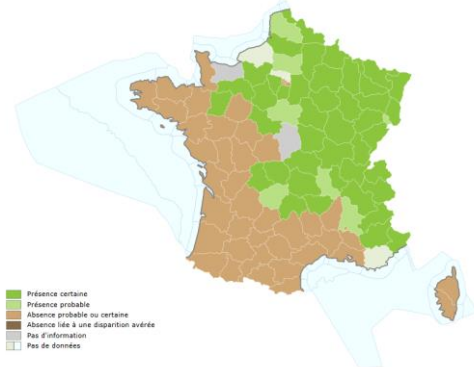 Présence certaine
Présence probable
Absence probable ou certaine
Absence liée à une disparition avérée
Pas d'information
Pas de données